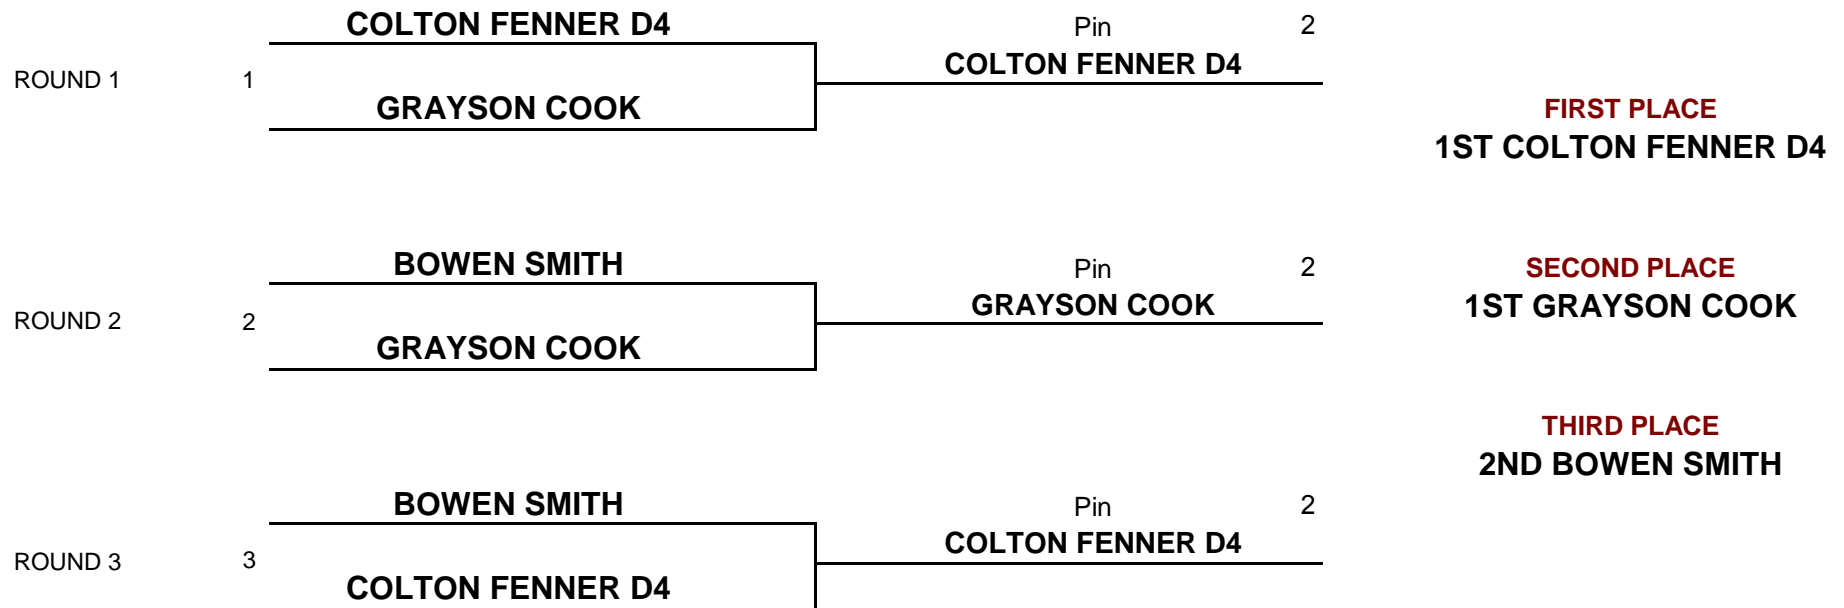 COLTON FENNER D4
Pin 2
ROUND 1 1
COLTON FENNER D4
GRAYSON COOK
FIRST PLACE
1ST COLTON FENNER D4
BOWEN SMITH
Pin 2
SECOND PLACE
ROUND 2 2
GRAYSON COOK
1ST GRAYSON COOK
GRAYSON COOK
THIRD PLACE
2ND BOWEN SMITH
BOWEN SMITH
Pin 2
ROUND 3 3
COLTON FENNER D4
COLTON FENNER D4